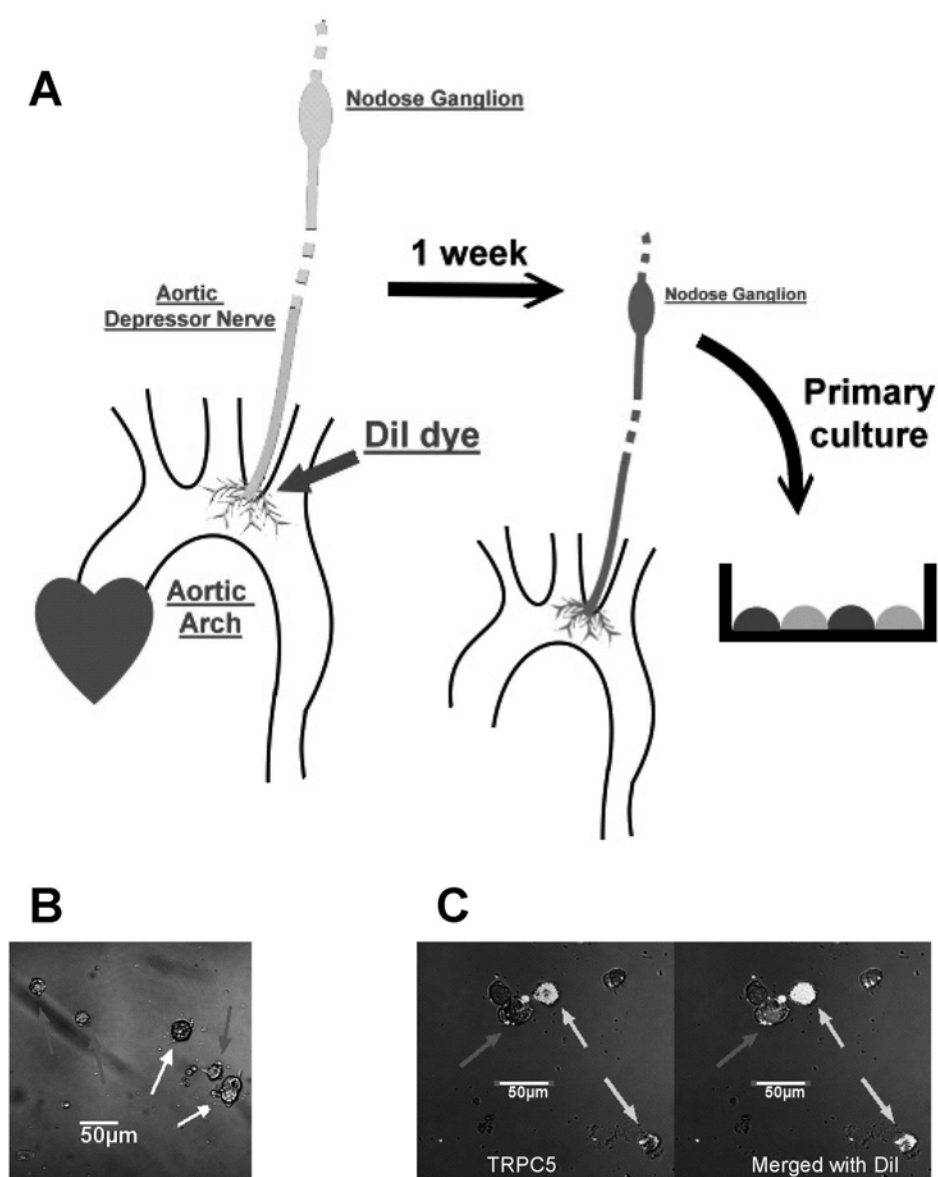 A
Nodose Ganglion
1 week
Aortic
Depressor Nerve
Nodose Ganglion
DiI dye
Primary
culture
Aortic
Arch
B
C
50µm
50µm
50µm
TRPC5
Merged with DiI